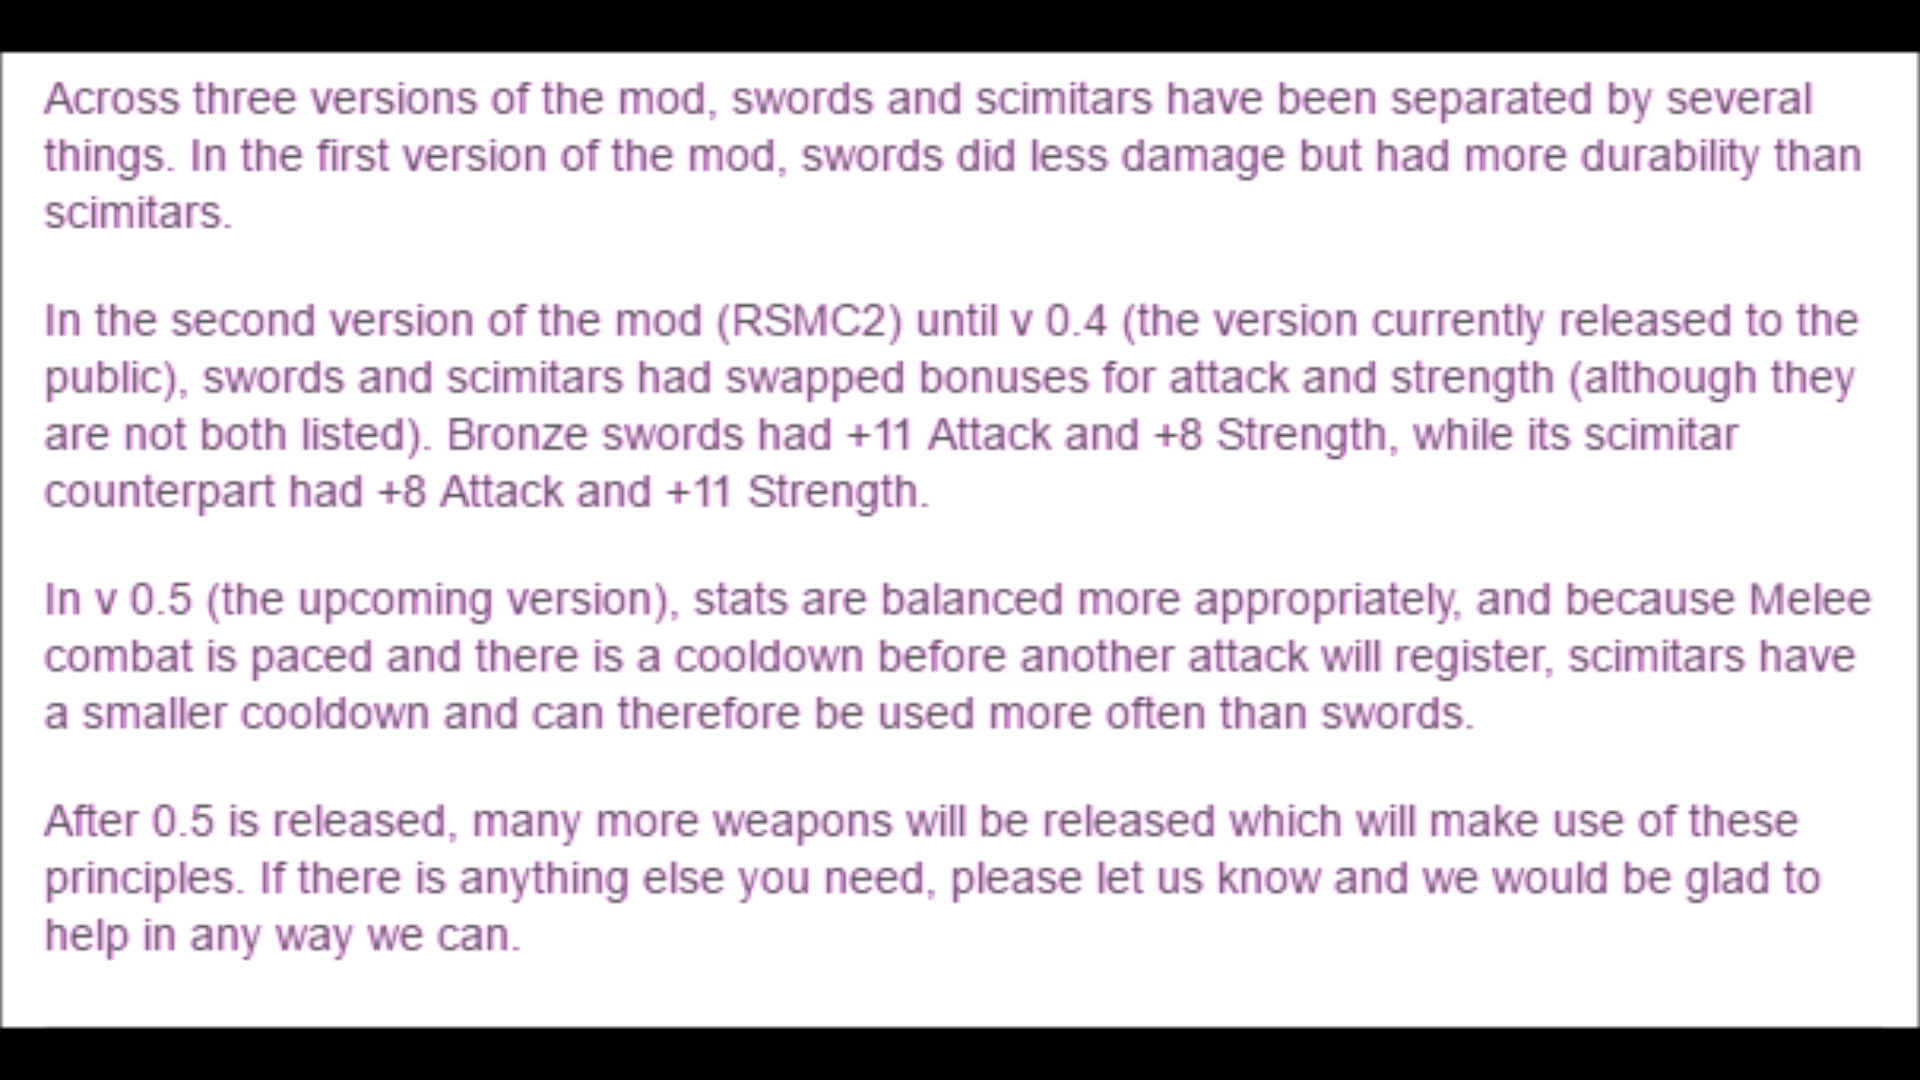 Across three versions of the mod, swords and scimitars have been separated by several
things. In the first version of the mod, swords did less damage but had more durability than
scimitars.
In the second version of the mod (RSMC2) until v 0.4 (the version currently released to the
public), swords and scimitars had swapped bonuses for attack and strength (although they
are not both listed). Bronze swords had +11 Attack and +8 Strength, while its scimitar
counterpart had +8 Attack and +11 Strength.
In v 0.5 (the upcoming version), stats are balanced more appropriately, and because Melee
combat is paced and there is a cooldown before another attack will register, scimitars have
a smaller cooldown and can therefore be used more often than swords.
After 0.5 is released, many more weapons will be released which will make use of these
principles. If there is anything else you need, please let us know and we would be glad to
help in any way we can.